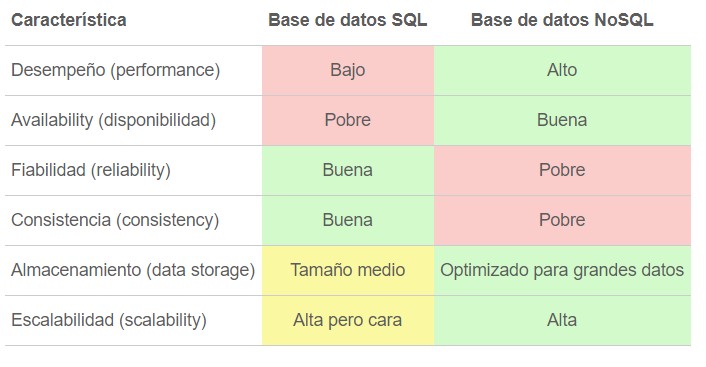 Característica Base de datos SQL Base de datos NoSQL
Desempeño (performance) Bajo Alto
Availability (disponibilidad) Pobre Buena
Fiabilidad (reliability) Buena Pobre
Consistencia (consistency) Buena Pobre
Almacenamiento (data storage) Tamaño medio Optimizado para grandes datos
Escalabilidad (scalability) Alta pero cara Alta